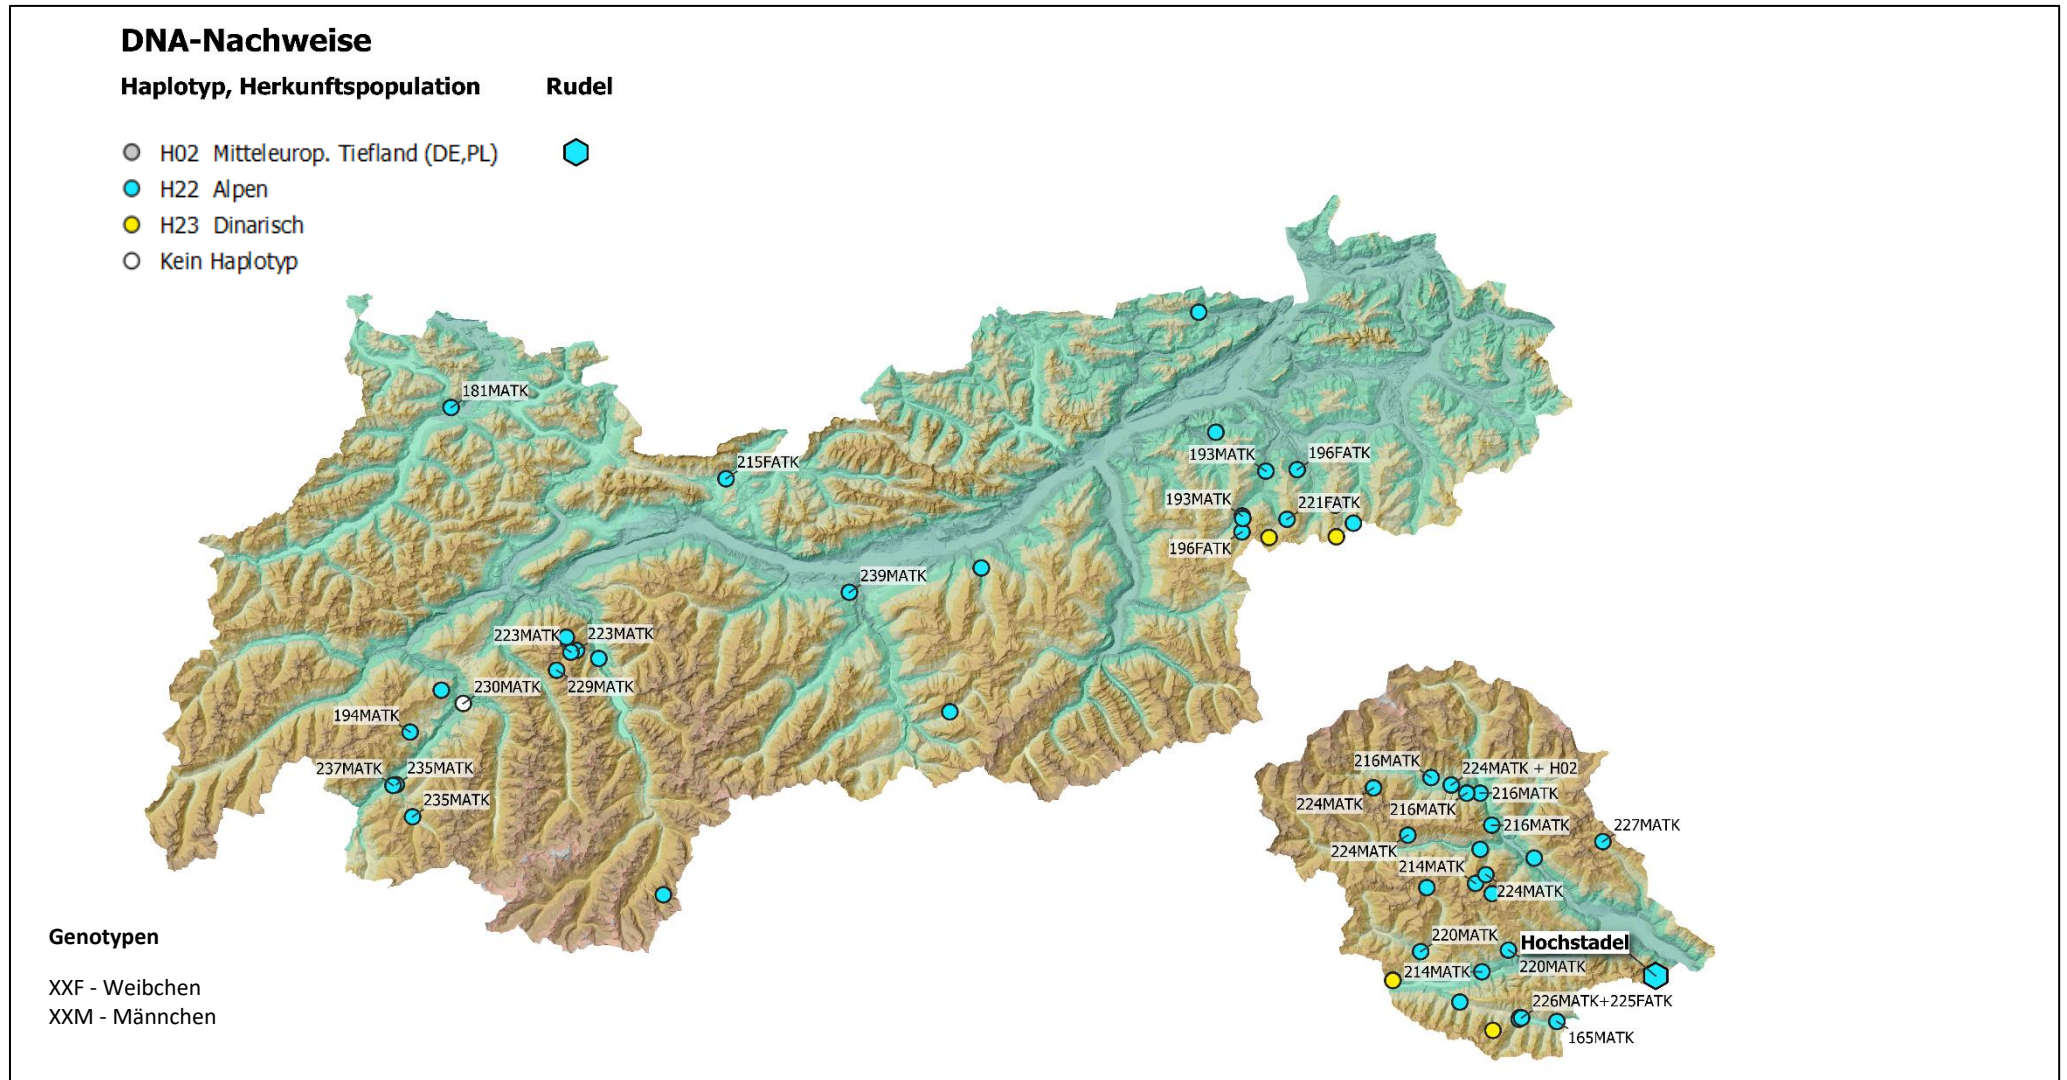 DNA-Nachweise
Haplotyp, Herkunftspopulation Rudel
H02 Mitteleurop. Tiefland (DE,PL)
H22 Alpen
H23 Dinarisch
Kein Haplotyp
181MATK
215FATK
193MATK
196FATK
193MATK
221FATK
196FATK
239MATK
223MATK
223MATK
229MATK
230MATK
194MATK
237MATK
235MATK
235MATK
216MATK
224MATK + H02
224MATK
216MATK
216MATK
216MATK
227MATK
224MATK
214MATK
224MATK
220MATK
Hochstadel
220MATK
214MATK
226MATK+225FATK
165MATK
Genotypen
XXF - Weibchen
XXM - Männchen